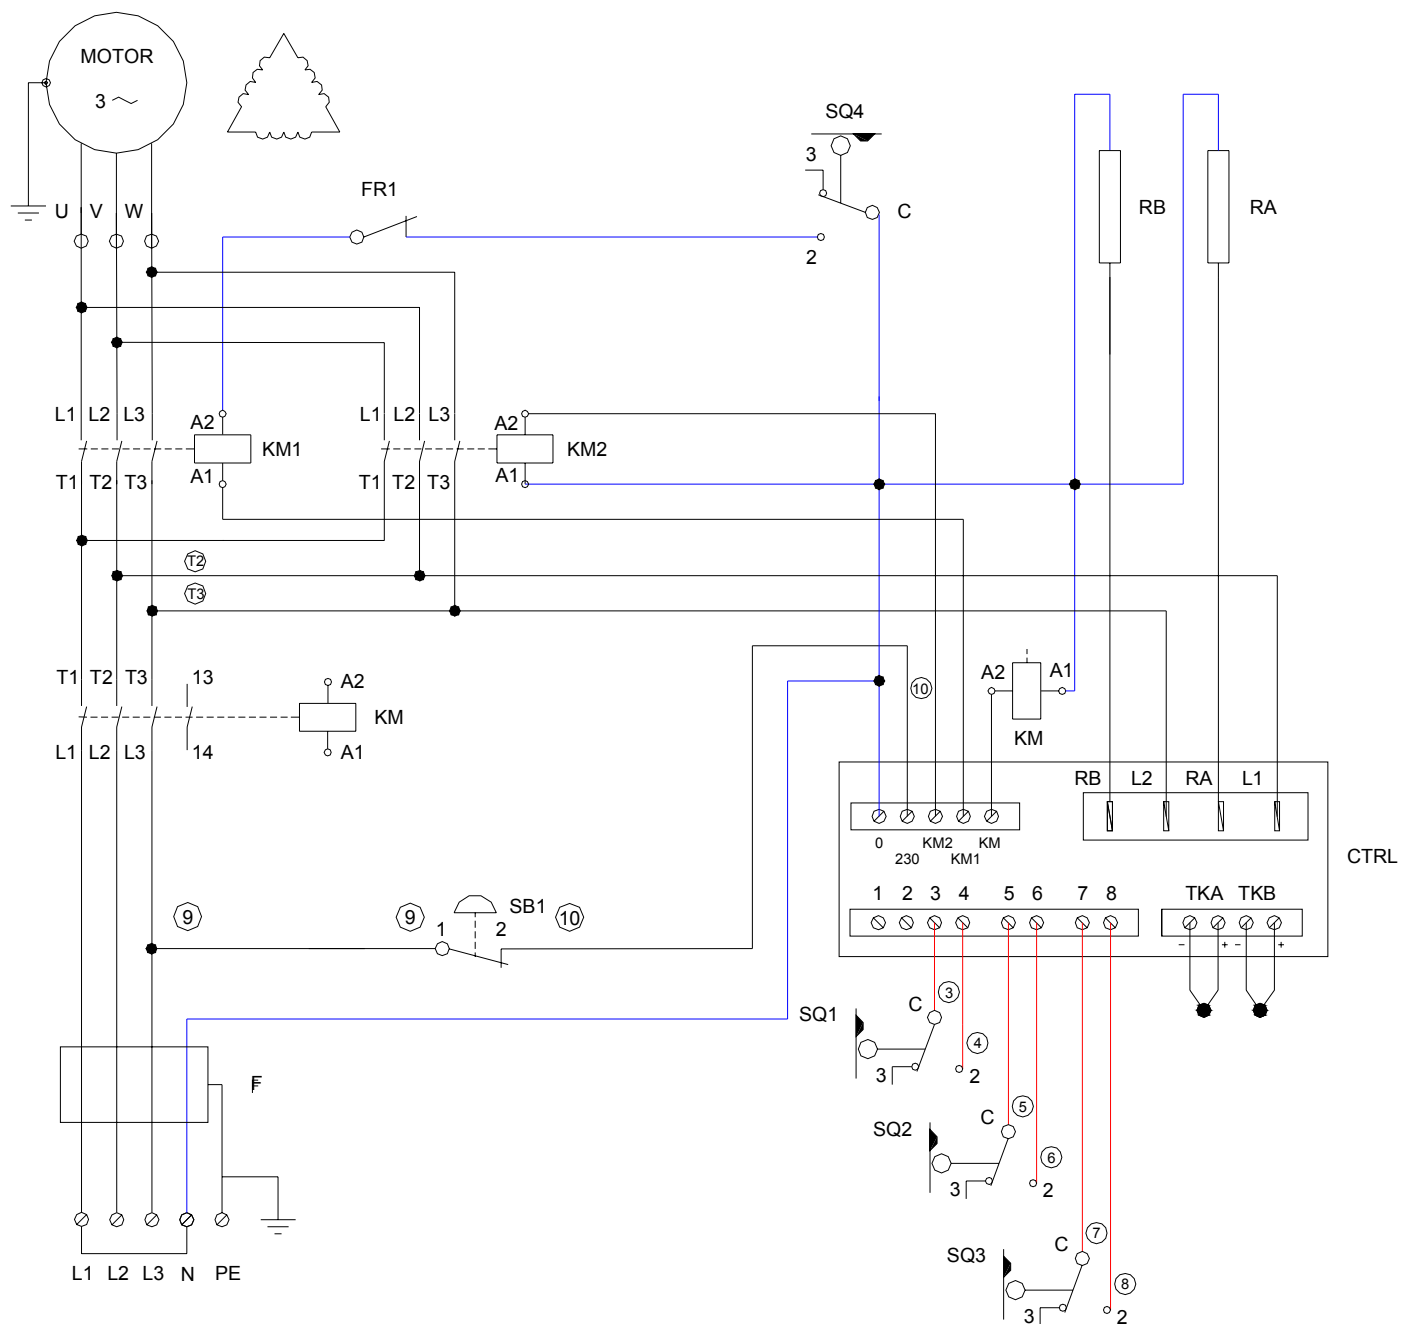 MOTOR
3
SQ4
3
FR1
C
RB
RA
U V W
2
L1 L2 L3
A2
KM1
A1
T1 T2 T3
L1 L2 L3
A2
KM2
A1
T1 T2 T3
T2
T3
T1 T2 T3
13
A2
KM
L1 L2 L3
14
A1
10
A2
A1
KM
RB L2 RA L1
0
230
KM2
KM1
KM
CTRL
1 2 3 4 5 6 7 8
TKA TKB
- + - +
9
9
1
SB1
2
10
SQ1
C
3
4
3
2
F
SQ2
C
5
6
3
2
SQ3
C
7
8
3
2
L1 L2 L3 N PE